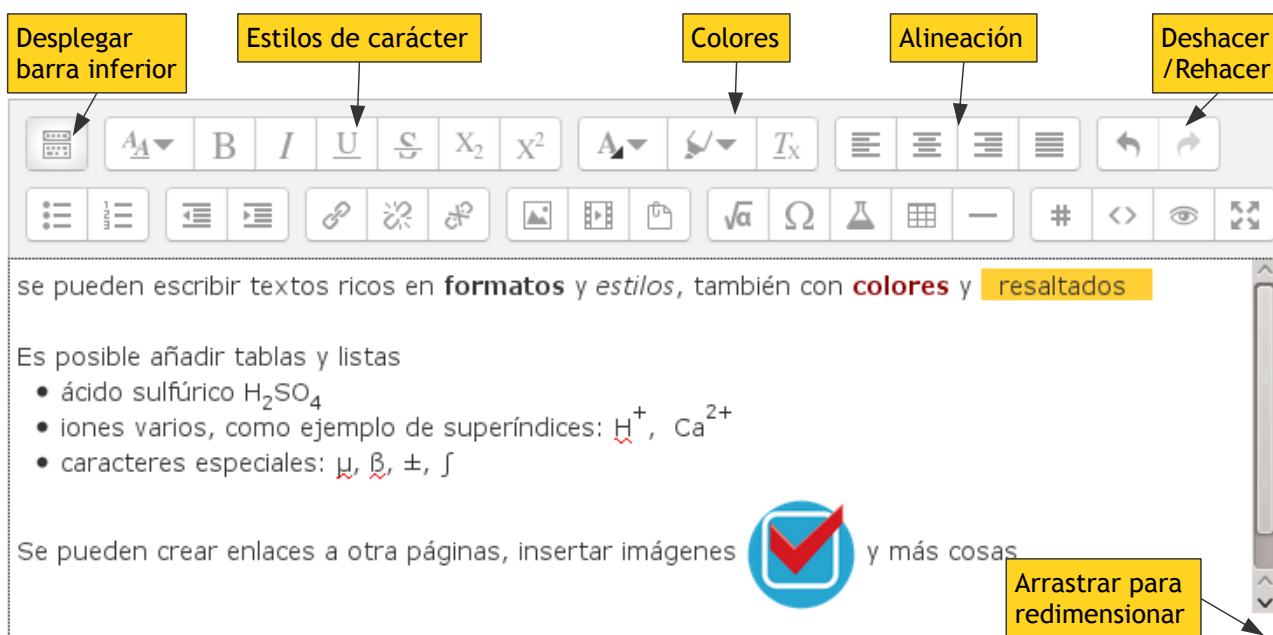 Desplegar
barra inferior
Estilos de carácter
Colores
Alineación
Deshacer
/Rehacer
se pueden escribir textos ricos en formatos y estilos, también con colores y resaltados
Es posible añadir tablas y listas
• ácido sulfúrico H₂SO₄
• iones varios, como ejemplo de superíndices: H⁺, Ca²⁺
• caracteres especiales: µ, β, ±, ∫
Se pueden crear enlaces a otra páginas, insertar imágenes y más cosas
Arrastrar para
redimensionar